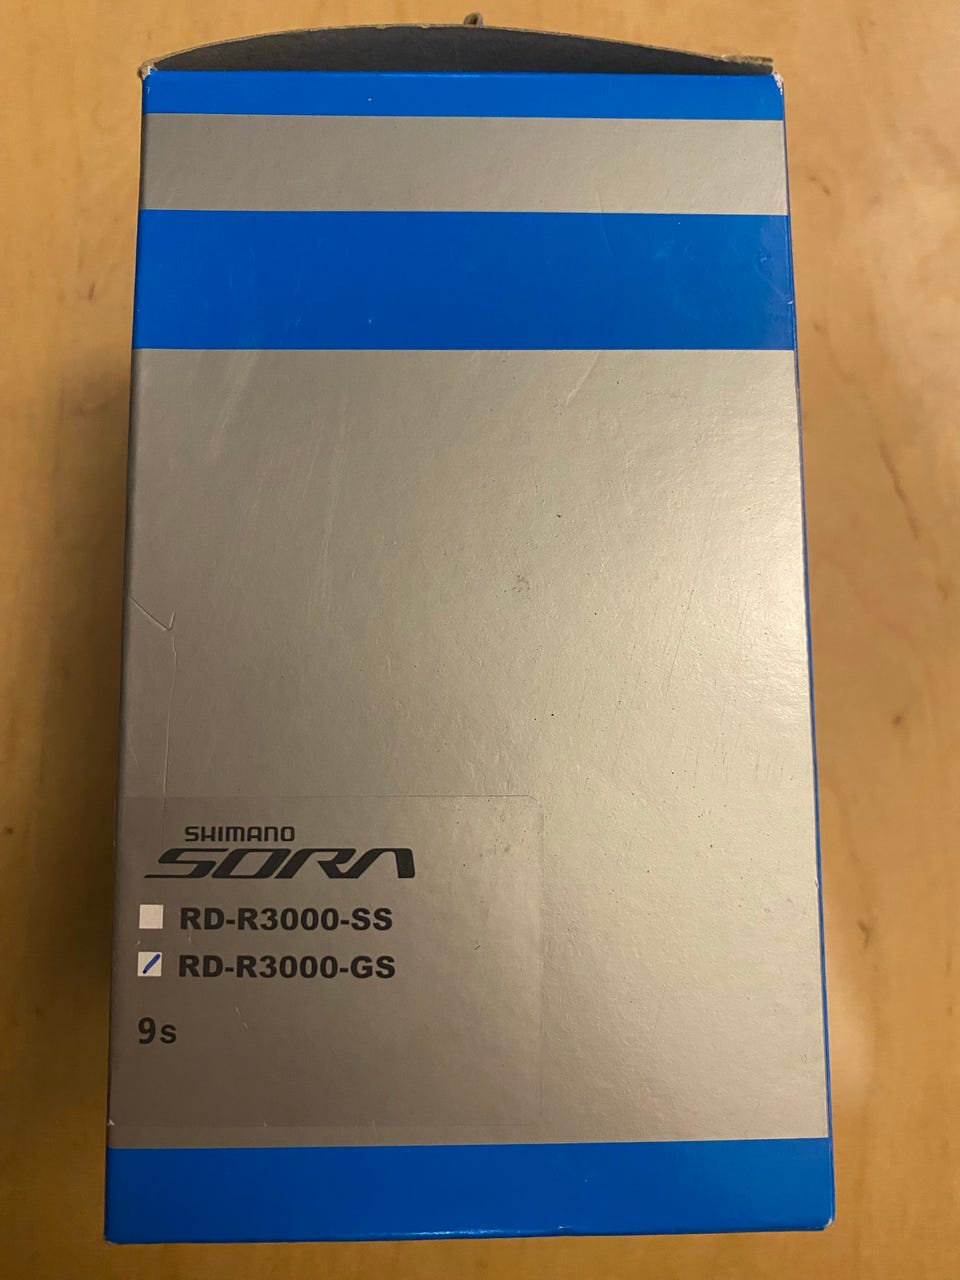 SHIMANO
SORA
RD-R3000-SS
RD-R3000-GS
9s